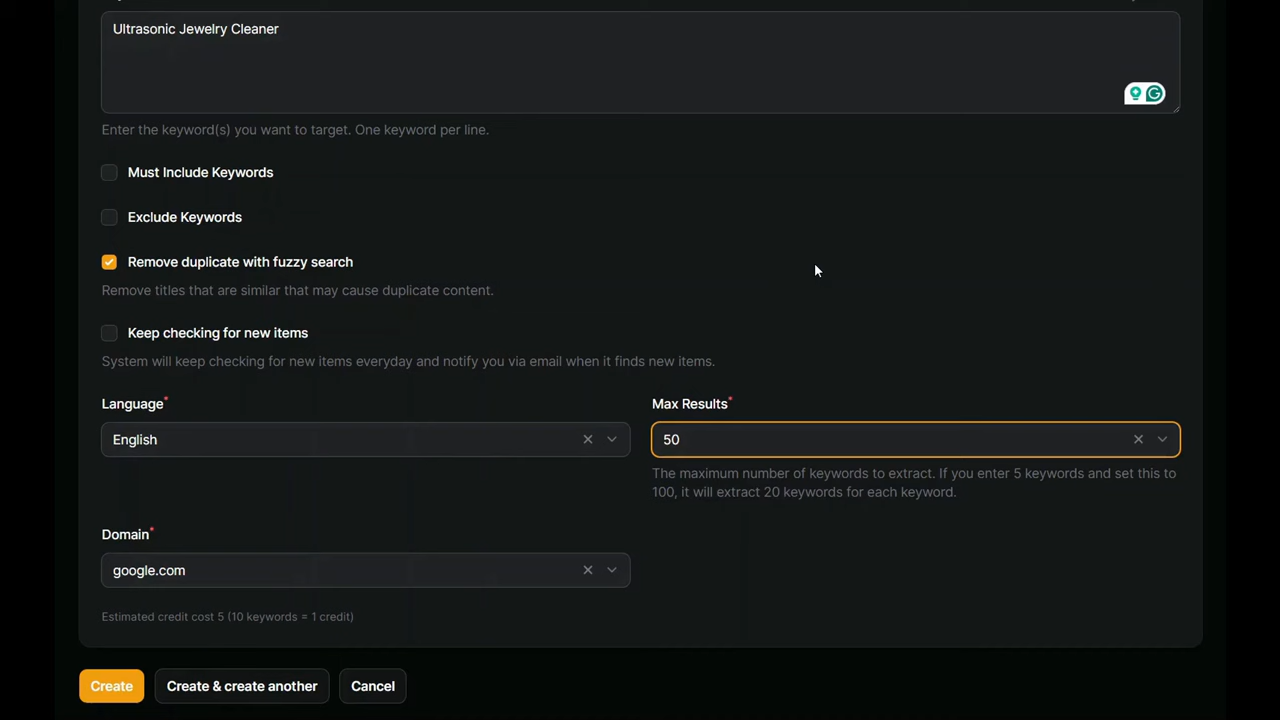 Ultrasonic Jewelry Cleaner
Enter the keyword(s) you want to target. One keyword per line.
Must Include Keywords
Exclude Keywords
Remove duplicate with fuzzy search
Remove titles that are similar that may cause duplicate content.
Keep checking for new items
System will keep checking for new items everyday and notify you via email when it finds new items.
Language*
English
Max Results*
50
The maximum number of keywords to extract. If you enter 5 keywords and set this to
100, it will extract 20 keywords for each keyword.
Domain*
google.com
Estimated credit cost 5 (10 keywords = 1 credit)
Create
Create & create another
Cancel